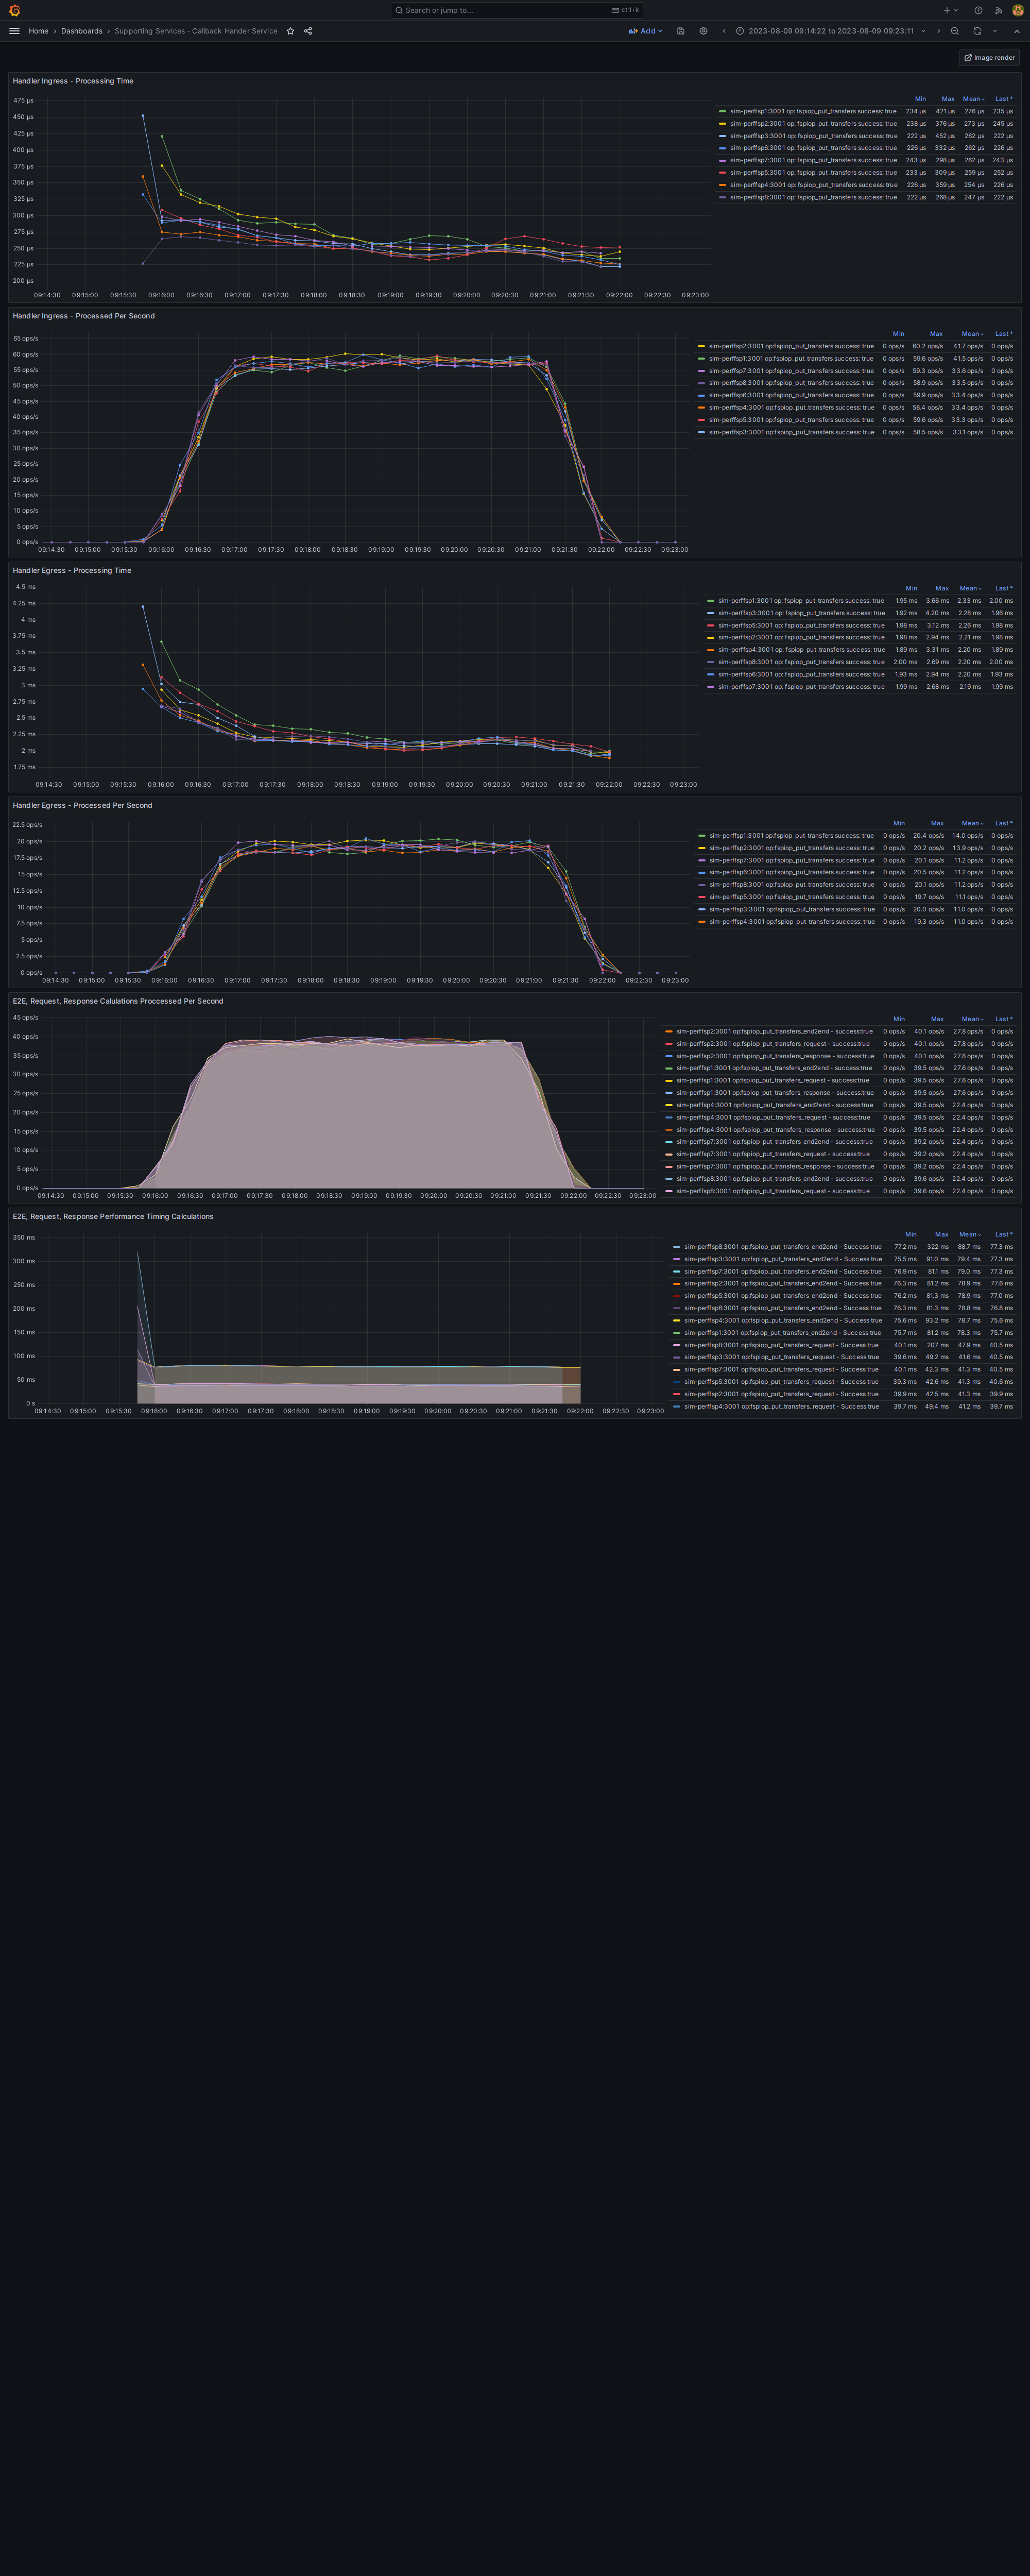 Search or jump to...
ctrl+k
Home › Dashboards › Supporting Services - Callback Hander Service
Add
2023-08-09 09:14:22 to 2023-08-09 09:23:11
Image render
Handler Ingress - Processing Time
475 µs
450 µs
425 µs
400 µs
375 µs
350 µs
325 µs
300 µs
275 µs
250 µs
225 µs
200 µs
09:14:30 09:15:00 09:15:30 09:16:00 09:16:30 09:17:00 09:17:30 09:18:00 09:18:30 09:19:00 09:19:30 09:20:00 09:20:30 09:21:00 09:21:30 09:22:00 09:22:30 09:23:00
Min Max Mean Last *
sim-perffsp1:3001 op: fspiop_put_transfers success: true 234 µs 421 µs 276 µs 235 µs
sim-perffsp2:3001 op: fspiop_put_transfers success: true 238 µs 376 µs 273 µs 245 µs
sim-perffsp3:3001 op: fspiop_put_transfers success: true 222 µs 452 µs 262 µs 222 µs
sim-perffsp6:3001 op: fspiop_put_transfers success: true 226 µs 332 µs 262 µs 226 µs
sim-perffsp7:3001 op: fspiop_put_transfers success: true 243 µs 298 µs 262 µs 243 µs
sim-perffsp5:3001 op: fspiop_put_transfers success: true 233 µs 309 µs 259 µs 252 µs
sim-perffsp4:3001 op: fspiop_put_transfers success: true 226 µs 359 µs 254 µs 226 µs
sim-perffsp8:3001 op: fspiop_put_transfers success: true 222 µs 268 µs 247 µs 222 µs
Handler Ingress - Processed Per Second
65 ops/s
60 ops/s
55 ops/s
50 ops/s
45 ops/s
40 ops/s
35 ops/s
30 ops/s
25 ops/s
20 ops/s
15 ops/s
10 ops/s
5 ops/s
0 ops/s
09:14:30 09:15:00 09:15:30 09:16:00 09:16:30 09:17:00 09:17:30 09:18:00 09:18:30 09:19:00 09:19:30 09:20:00 09:20:30 09:21:00 09:21:30 09:22:00 09:22:30 09:23:00
Min Max Mean Last *
sim-perffsp2:3001 op:fspiop_put_transfers success: true 0 ops/s 60.2 ops/s 41.7 ops/s 0 ops/s
sim-perffsp1:3001 op:fspiop_put_transfers success: true 0 ops/s 59.6 ops/s 41.5 ops/s 0 ops/s
sim-perffsp7:3001 op:fspiop_put_transfers success: true 0 ops/s 59.3 ops/s 33.6 ops/s 0 ops/s
sim-perffsp8:3001 op:fspiop_put_transfers success: true 0 ops/s 58.9 ops/s 33.5 ops/s 0 ops/s
sim-perffsp6:3001 op:fspiop_put_transfers success: true 0 ops/s 59.9 ops/s 33.4 ops/s 0 ops/s
sim-perffsp4:3001 op:fspiop_put_transfers success: true 0 ops/s 58.4 ops/s 33.4 ops/s 0 ops/s
sim-perffsp5:3001 op:fspiop_put_transfers success: true 0 ops/s 59.6 ops/s 33.3 ops/s 0 ops/s
sim-perffsp3:3001 op:fspiop_put_transfers success: true 0 ops/s 58.5 ops/s 33.1 ops/s 0 ops/s
Handler Egress - Processing Time
4.5 ms
4.25 ms
4 ms
3.75 ms
3.5 ms
3.25 ms
3 ms
2.75 ms
2.5 ms
2.25 ms
2 ms
1.75 ms
09:14:30 09:15:00 09:15:30 09:16:00 09:16:30 09:17:00 09:17:30 09:18:00 09:18:30 09:19:00 09:19:30 09:20:00 09:20:30 09:21:00 09:21:30 09:22:00 09:22:30 09:23:00
Min Max Mean Last *
sim-perffsp1:3001 op: fspiop_put_transfers success: true 1.95 ms 3.66 ms 2.33 ms 2.00 ms
sim-perffsp3:3001 op: fspiop_put_transfers success: true 1.92 ms 4.20 ms 2.28 ms 1.96 ms
sim-perffsp5:3001 op: fspiop_put_transfers success: true 1.98 ms 3.12 ms 2.26 ms 1.98 ms
sim-perffsp2:3001 op: fspiop_put_transfers success: true 1.98 ms 2.94 ms 2.21 ms 1.98 ms
sim-perffsp4:3001 op: fspiop_put_transfers success: true 1.89 ms 3.31 ms 2.20 ms 1.89 ms
sim-perffsp8:3001 op: fspiop_put_transfers success: true 2.00 ms 2.69 ms 2.20 ms 2.00 ms
sim-perffsp6:3001 op: fspiop_put_transfers success: true 1.93 ms 2.94 ms 2.20 ms 1.93 ms
sim-perffsp7:3001 op: fspiop_put_transfers success: true 1.99 ms 2.68 ms 2.19 ms 1.99 ms
Handler Egress - Processed Per Second
22.5 ops/s
20 ops/s
17.5 ops/s
15 ops/s
12.5 ops/s
10 ops/s
7.5 ops/s
5 ops/s
2.5 ops/s
0 ops/s
09:14:30 09:15:00 09:15:30 09:16:00 09:16:30 09:17:00 09:17:30 09:18:00 09:18:30 09:19:00 09:19:30 09:20:00 09:20:30 09:21:00 09:21:30 09:22:00 09:22:30 09:23:00
Min Max Mean Last *
sim-perffsp1:3001 op:fspiop_put_transfers success: true 0 ops/s 20.4 ops/s 14.0 ops/s 0 ops/s
sim-perffsp2:3001 op:fspiop_put_transfers success: true 0 ops/s 20.2 ops/s 13.9 ops/s 0 ops/s
sim-perffsp7:3001 op:fspiop_put_transfers success: true 0 ops/s 20.1 ops/s 11.2 ops/s 0 ops/s
sim-perffsp6:3001 op:fspiop_put_transfers success: true 0 ops/s 20.5 ops/s 11.2 ops/s 0 ops/s
sim-perffsp8:3001 op:fspiop_put_transfers success: true 0 ops/s 20.1 ops/s 11.2 ops/s 0 ops/s
sim-perffsp5:3001 op:fspiop_put_transfers success: true 0 ops/s 19.7 ops/s 11.1 ops/s 0 ops/s
sim-perffsp3:3001 op:fspiop_put_transfers success: true 0 ops/s 20.0 ops/s 11.0 ops/s 0 ops/s
sim-perffsp4:3001 op:fspiop_put_transfers success: true 0 ops/s 19.3 ops/s 11.0 ops/s 0 ops/s
E2E, Request, Response Calulations Proccessed Per Second
45 ops/s
40 ops/s
35 ops/s
30 ops/s
25 ops/s
20 ops/s
15 ops/s
10 ops/s
5 ops/s
0 ops/s
09:14:30 09:15:00 09:15:30 09:16:00 09:16:30 09:17:00 09:17:30 09:18:00 09:18:30 09:19:00 09:19:30 09:20:00 09:20:30 09:21:00 09:21:30 09:22:00 09:22:30 09:23:00
Min Max Mean Last *
sim-perffsp2:3001 op:fspiop_put_transfers_end2end - success:true 0 ops/s 40.1 ops/s 27.8 ops/s 0 ops/s
sim-perffsp2:3001 op:fspiop_put_transfers_request - success:true 0 ops/s 40.1 ops/s 27.8 ops/s 0 ops/s
sim-perffsp2:3001 op:fspiop_put_transfers_response - success:true 0 ops/s 40.1 ops/s 27.8 ops/s 0 ops/s
sim-perffsp1:3001 op:fspiop_put_transfers_end2end - success:true 0 ops/s 39.5 ops/s 27.6 ops/s 0 ops/s
sim-perffsp1:3001 op:fspiop_put_transfers_request - success:true 0 ops/s 39.5 ops/s 27.6 ops/s 0 ops/s
sim-perffsp1:3001 op:fspiop_put_transfers_response - success:true 0 ops/s 39.5 ops/s 27.6 ops/s 0 ops/s
sim-perffsp4:3001 op:fspiop_put_transfers_end2end - success:true 0 ops/s 39.5 ops/s 22.4 ops/s 0 ops/s
sim-perffsp4:3001 op:fspiop_put_transfers_request - success:true 0 ops/s 39.5 ops/s 22.4 ops/s 0 ops/s
sim-perffsp4:3001 op:fspiop_put_transfers_response - success:true 0 ops/s 39.5 ops/s 22.4 ops/s 0 ops/s
sim-perffsp7:3001 op:fspiop_put_transfers_end2end - success:true 0 ops/s 39.2 ops/s 22.4 ops/s 0 ops/s
sim-perffsp7:3001 op:fspiop_put_transfers_request - success:true 0 ops/s 39.2 ops/s 22.4 ops/s 0 ops/s
sim-perffsp7:3001 op:fspiop_put_transfers_response - success:true 0 ops/s 39.2 ops/s 22.4 ops/s 0 ops/s
sim-perffsp8:3001 op:fspiop_put_transfers_end2end - success:true 0 ops/s 39.6 ops/s 22.4 ops/s 0 ops/s
sim-perffsp8:3001 op:fspiop_put_transfers_request - success:true 0 ops/s 39.6 ops/s 22.4 ops/s 0 ops/s
E2E, Request, Response Performance Timing Calculations
350 ms
300 ms
250 ms
200 ms
150 ms
100 ms
50 ms
0 s
09:14:30 09:15:00 09:15:30 09:16:00 09:16:30 09:17:00 09:17:30 09:18:00 09:18:30 09:19:00 09:19:30 09:20:00 09:20:30 09:21:00 09:21:30 09:22:00 09:22:30 09:23:00
Min Max Mean Last *
sim-perffsp8:3001 op:fspiop_put_transfers_end2end - Success true 77.2 ms 322 ms 88.7 ms 77.3 ms
sim-perffsp3:3001 op:fspiop_put_transfers_end2end - Success true 75.5 ms 91.0 ms 79.4 ms 77.3 ms
sim-perffsp7:3001 op:fspiop_put_transfers_end2end - Success true 76.9 ms 81.1 ms 79.0 ms 77.3 ms
sim-perffsp2:3001 op:fspiop_put_transfers_end2end - Success true 76.3 ms 81.2 ms 78.9 ms 77.6 ms
sim-perffsp5:3001 op:fspiop_put_transfers_end2end - Success true 76.2 ms 81.3 ms 78.9 ms 77.0 ms
sim-perffsp6:3001 op:fspiop_put_transfers_end2end - Success true 76.3 ms 81.3 ms 78.8 ms 76.8 ms
sim-perffsp4:3001 op:fspiop_put_transfers_end2end - Success true 75.6 ms 93.2 ms 78.7 ms 75.6 ms
sim-perffsp1:3001 op:fspiop_put_transfers_end2end - Success true 75.7 ms 81.2 ms 78.3 ms 75.7 ms
sim-perffsp8:3001 op:fspiop_put_transfers_request - Success true 40.1 ms 207 ms 47.9 ms 40.5 ms
sim-perffsp3:3001 op:fspiop_put_transfers_request - Success true 39.6 ms 49.2 ms 41.6 ms 40.5 ms
sim-perffsp7:3001 op:fspiop_put_transfers_request - Success true 40.1 ms 42.3 ms 41.3 ms 40.5 ms
sim-perffsp5:3001 op:fspiop_put_transfers_request - Success true 39.3 ms 42.6 ms 41.3 ms 40.6 ms
sim-perffsp2:3001 op:fspiop_put_transfers_request - Success true 39.9 ms 42.5 ms 41.3 ms 39.9 ms
sim-perffsp4:3001 op:fspiop_put_transfers_request - Success true 39.7 ms 49.4 ms 41.2 ms 39.7 ms